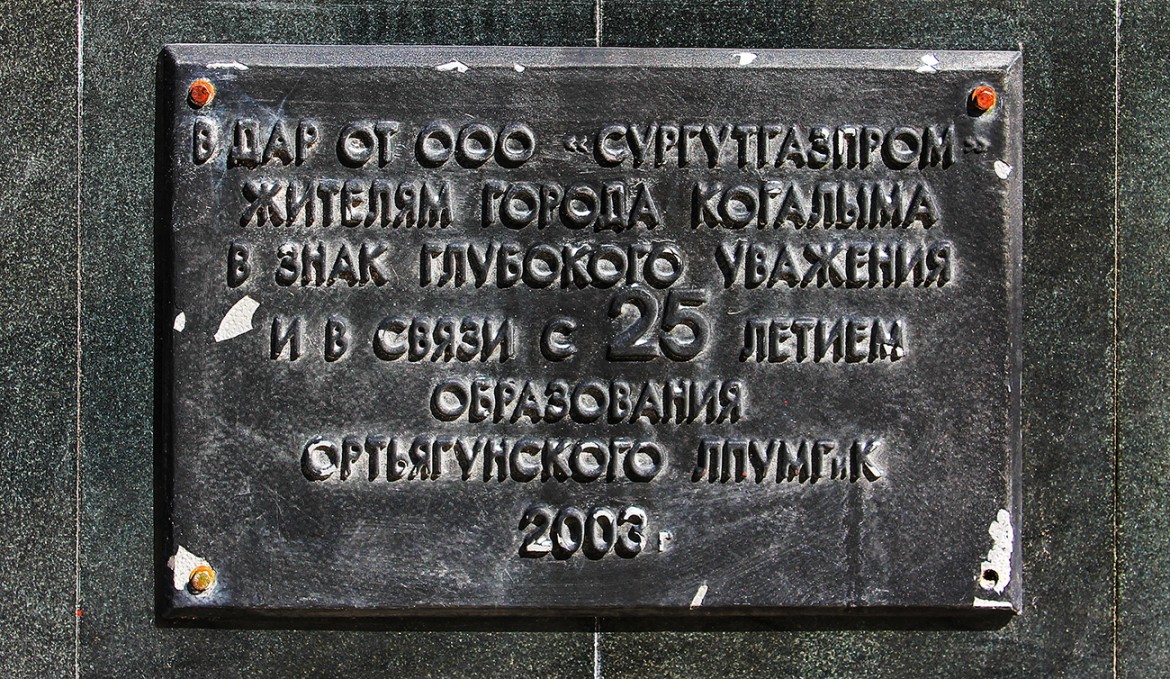 В ДАР ОТ ООО «СУРГУТГАЗПРОМ»
ЖИТЕЛЯМ ГОРОДА КОГАЛЫМА
В ЗНАК ГЛУБОКОГО УВАЖЕНИЯ
И В СВЯЗИ С 25 ЛЕТИЕМ
ОБРАЗОВАНИЯ
ОРТЬЯГУНСКОГО ЛПУМГиК
2003 г